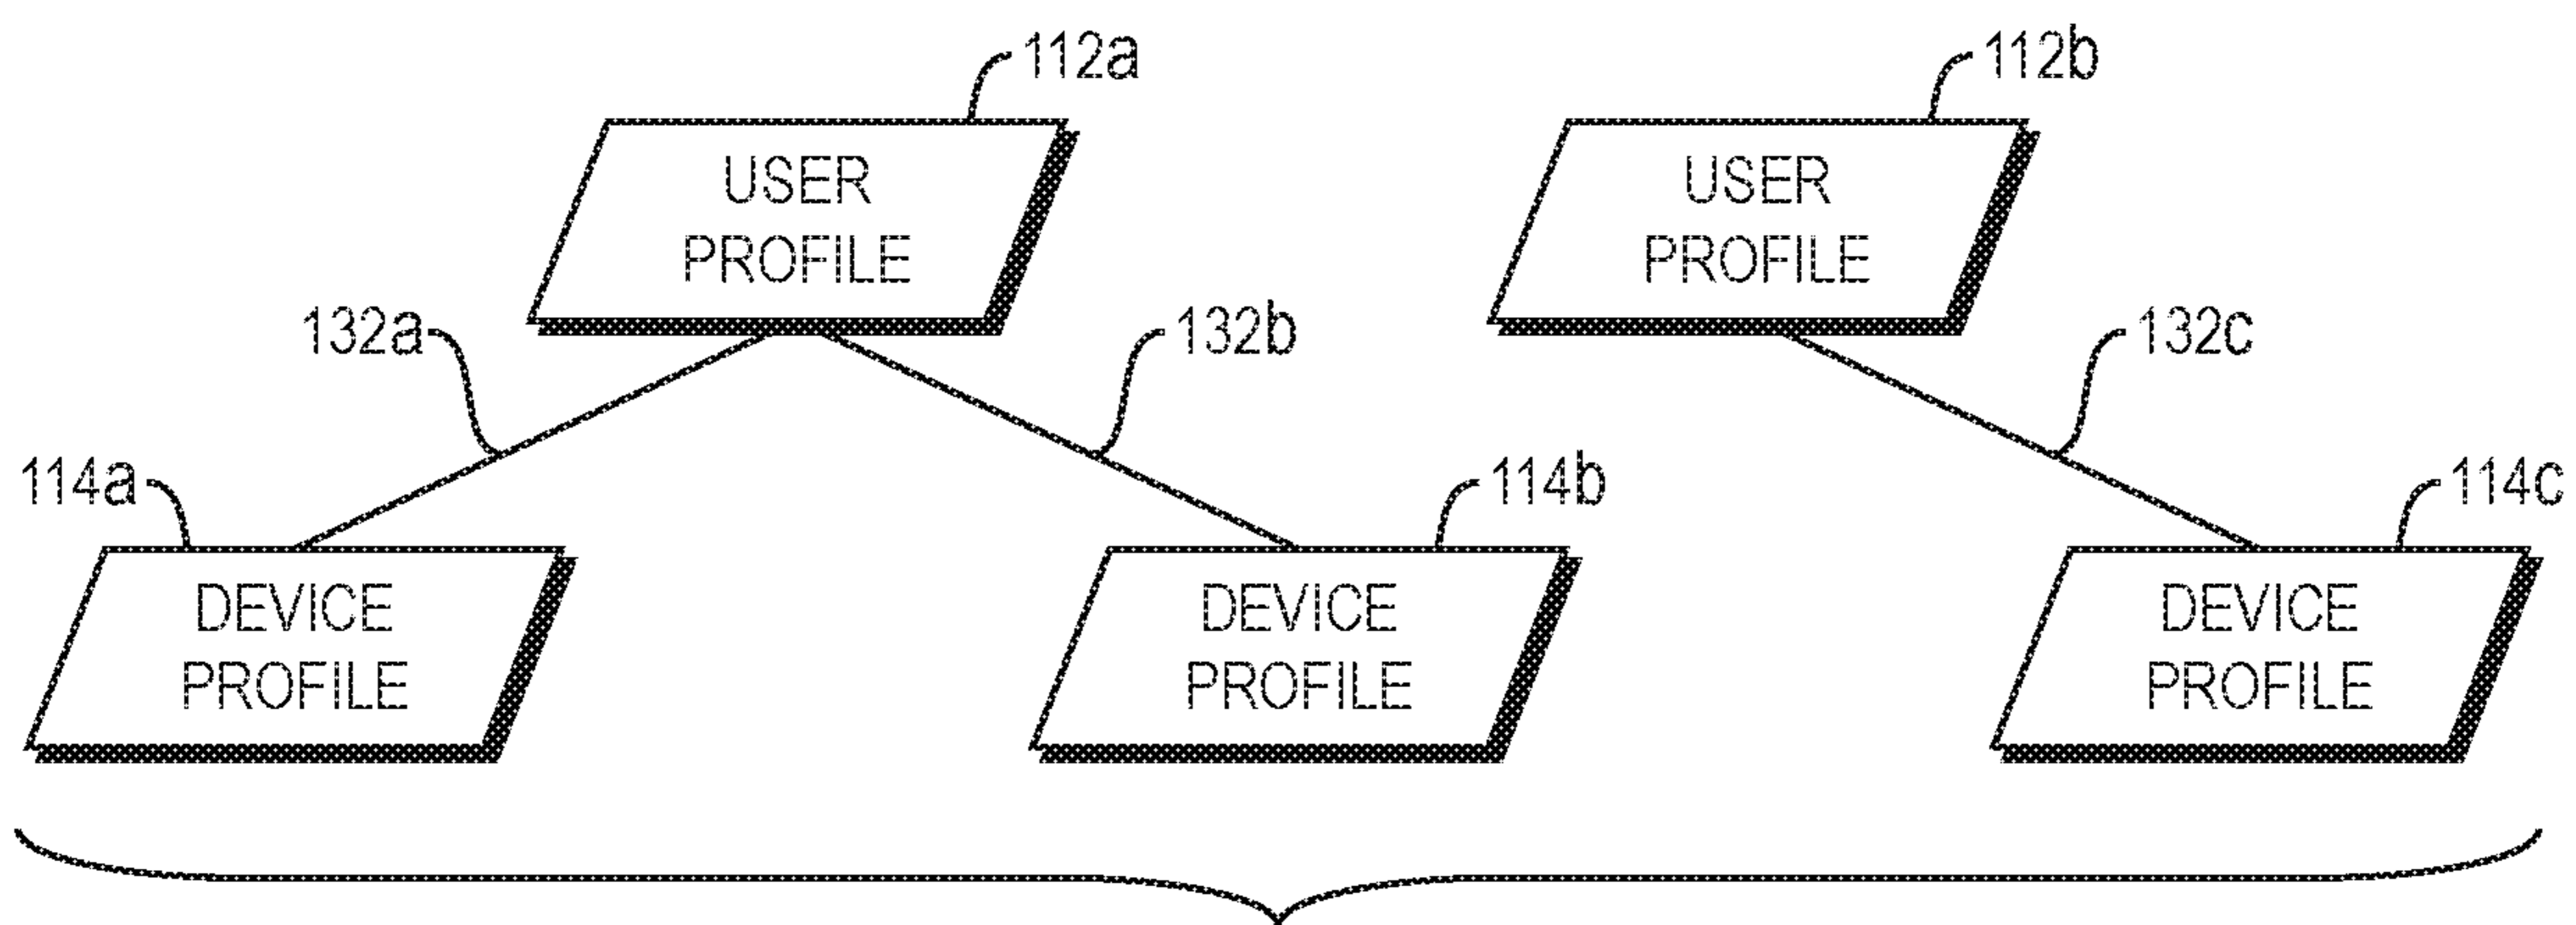 112a
112b
USER
PROFILE
USER
PROFILE
132a
132b
132c
114a
114b
114c
DEVICE
PROFILE
DEVICE
PROFILE
DEVICE
PROFILE